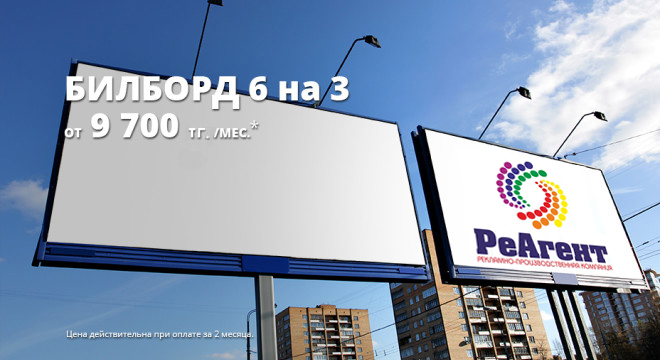 БИЛБОРД 6 на 3
от 9 700 тг. /мес.*
РеАгент
РЕКЛАМНО-ПРОИЗВОДСТВЕННАЯ КОМПАНИЯ
Цена действительна при оплате за 2 месяца.